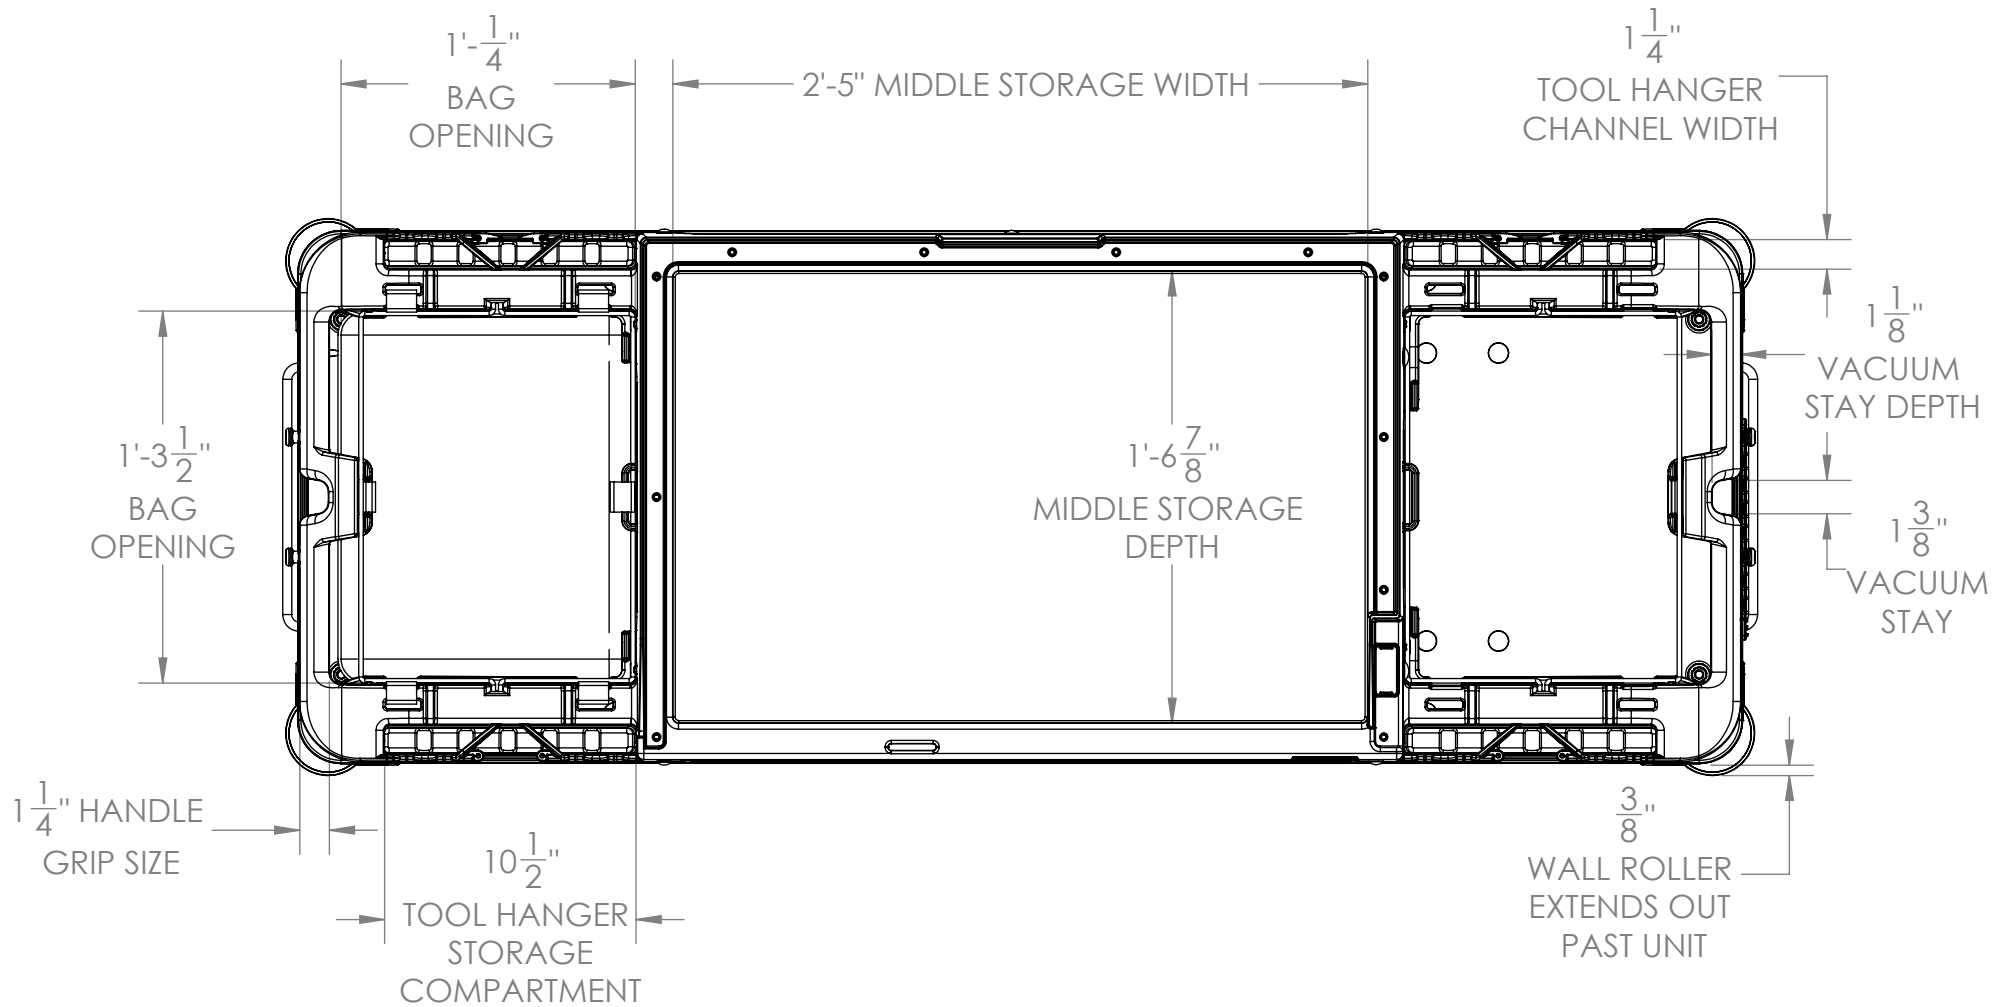 1'-1/4"
BAG
OPENING
2'-5" MIDDLE STORAGE WIDTH
1 1/4"
TOOL HANGER
CHANNEL WIDTH
1 1/8"
VACUUM
STAY DEPTH
1'-3 1/2"
BAG
OPENING
1'-6 7/8"
MIDDLE STORAGE
DEPTH
1 3/8"
VACUUM
STAY
1 1/4" HANDLE
GRIP SIZE
10 1/2"
TOOL HANGER
STORAGE
COMPARTMENT
3/8"
WALL ROLLER
EXTENDS OUT
PAST UNIT